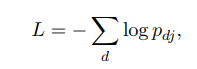 L = − ∑_d log p_{dj},